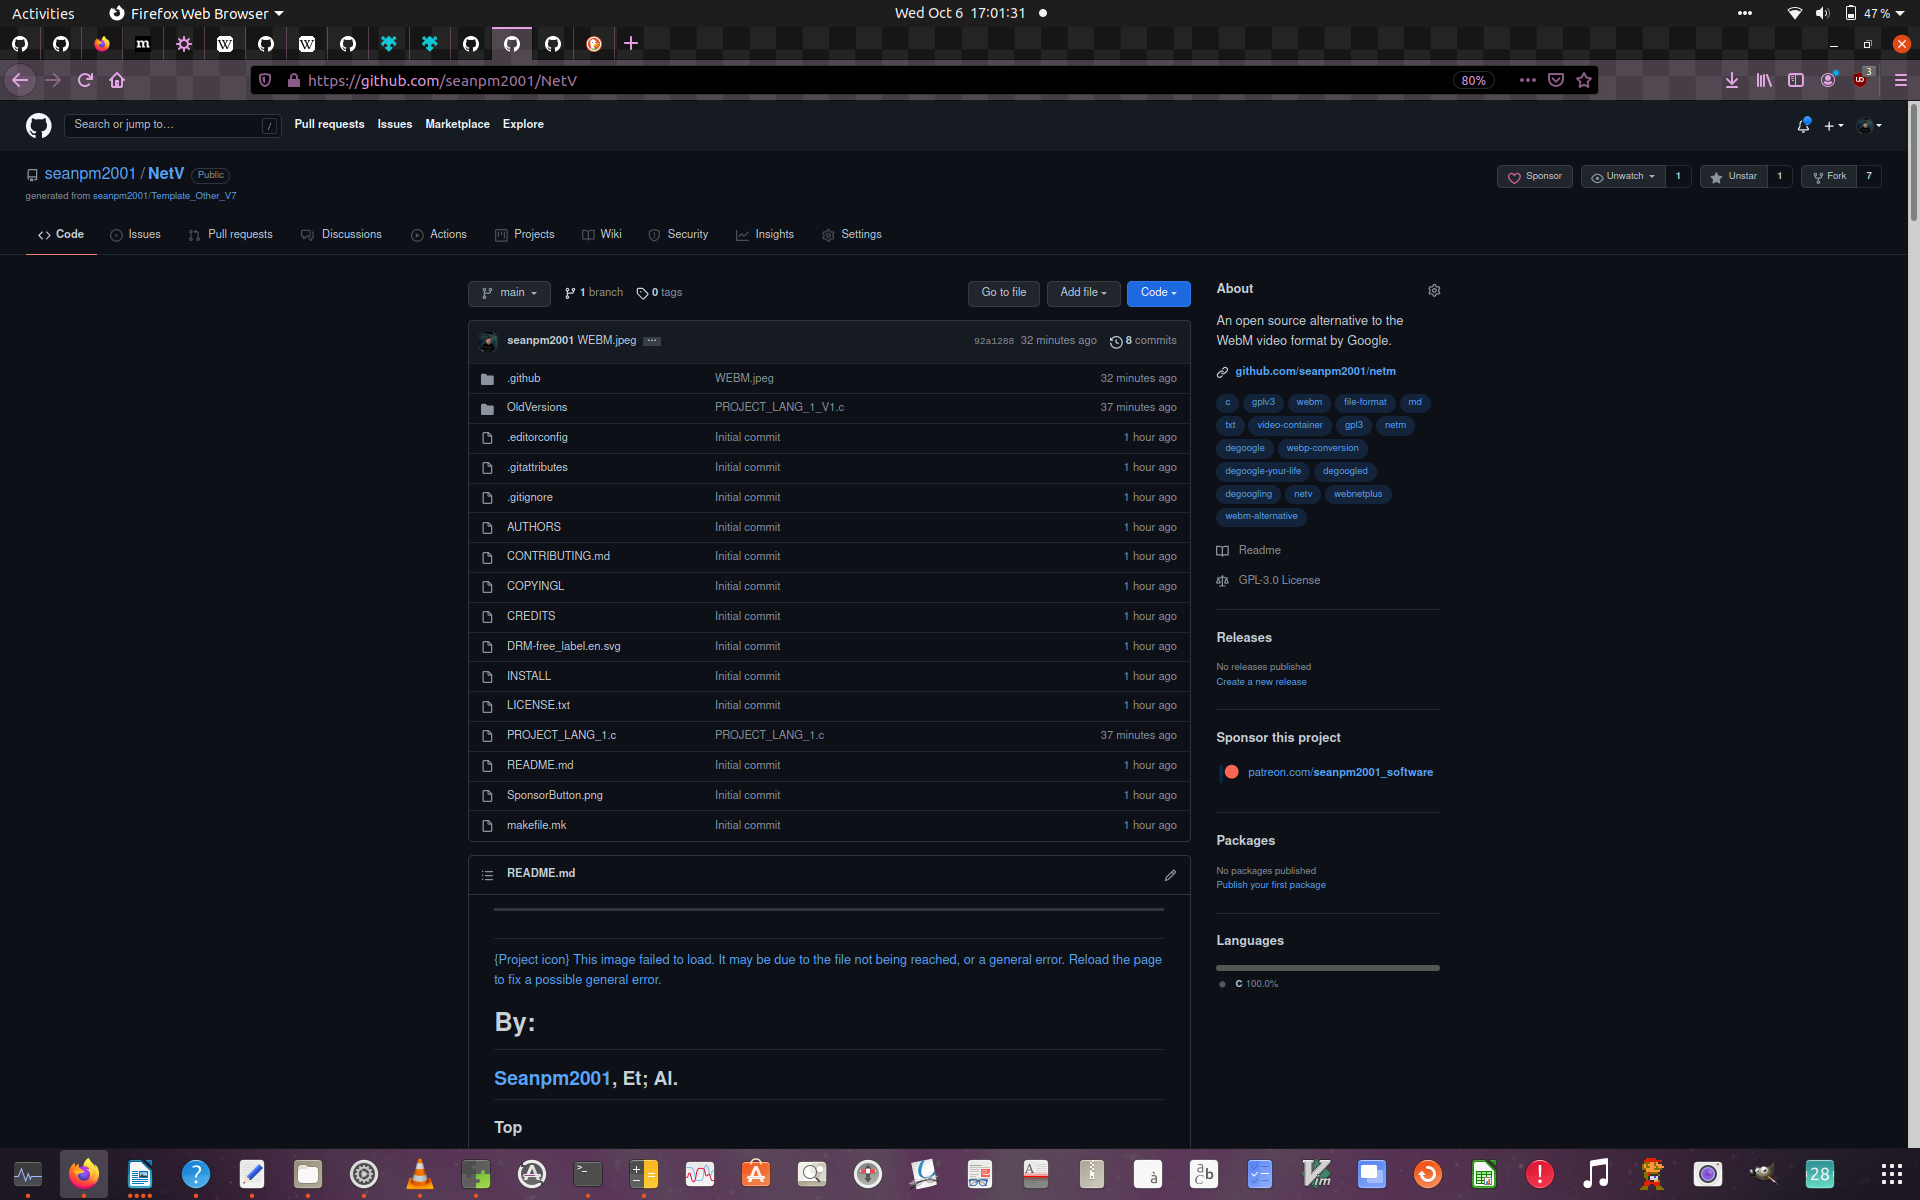 Activities Firefox Web Browser Wed Oct 6 17:01:31 47 %
https://github.com/seanpm2001/NetV 80% 3
Search or jump to… / Pull requests Issues Marketplace Explore
seanpm2001 / NetV Public
generated from seanpm2001/Template_Other_V7
Sponsor Unwatch 1 Unstar 1 Fork 7
Code Issues Pull requests Discussions Actions Projects Wiki Security Insights Settings
main 1 branch 0 tags Go to file Add file Code
seanpm2001 WEBM.jpeg ... 92a1288 32 minutes ago 8 commits
.github WEBM.jpeg 32 minutes ago
OldVersions PROJECT_LANG_1_V1.c 37 minutes ago
.editorconfig Initial commit 1 hour ago
.gitattributes Initial commit 1 hour ago
.gitignore Initial commit 1 hour ago
AUTHORS Initial commit 1 hour ago
CONTRIBUTING.md Initial commit 1 hour ago
COPYINGL Initial commit 1 hour ago
CREDITS Initial commit 1 hour ago
DRM-free_label.en.svg Initial commit 1 hour ago
INSTALL Initial commit 1 hour ago
LICENSE.txt Initial commit 1 hour ago
PROJECT_LANG_1.c PROJECT_LANG_1.c 37 minutes ago
README.md Initial commit 1 hour ago
SponsorButton.png Initial commit 1 hour ago
makefile.mk Initial commit 1 hour ago
README.md
{Project icon} This image failed to load. It may be due to the file not being reached, or a general error. Reload the page
to fix a possible general error.
By:
Seanpm2001, Et; Al.
Top
About
An open source alternative to the
WebM video format by Google.
github.com/seanpm2001/netm
c gplv3 webm file-format md
txt video-container gpl3 netm
degoogle webp-conversion
degoogle-your-life degoogled
degoogling netv webnetplus
webm-alternative
Readme
GPL-3.0 License
Releases
No releases published
Create a new release
Sponsor this project
patreon.com/seanpm2001_software
Packages
No packages published
Publish your first package
Languages
C 100.0%
28